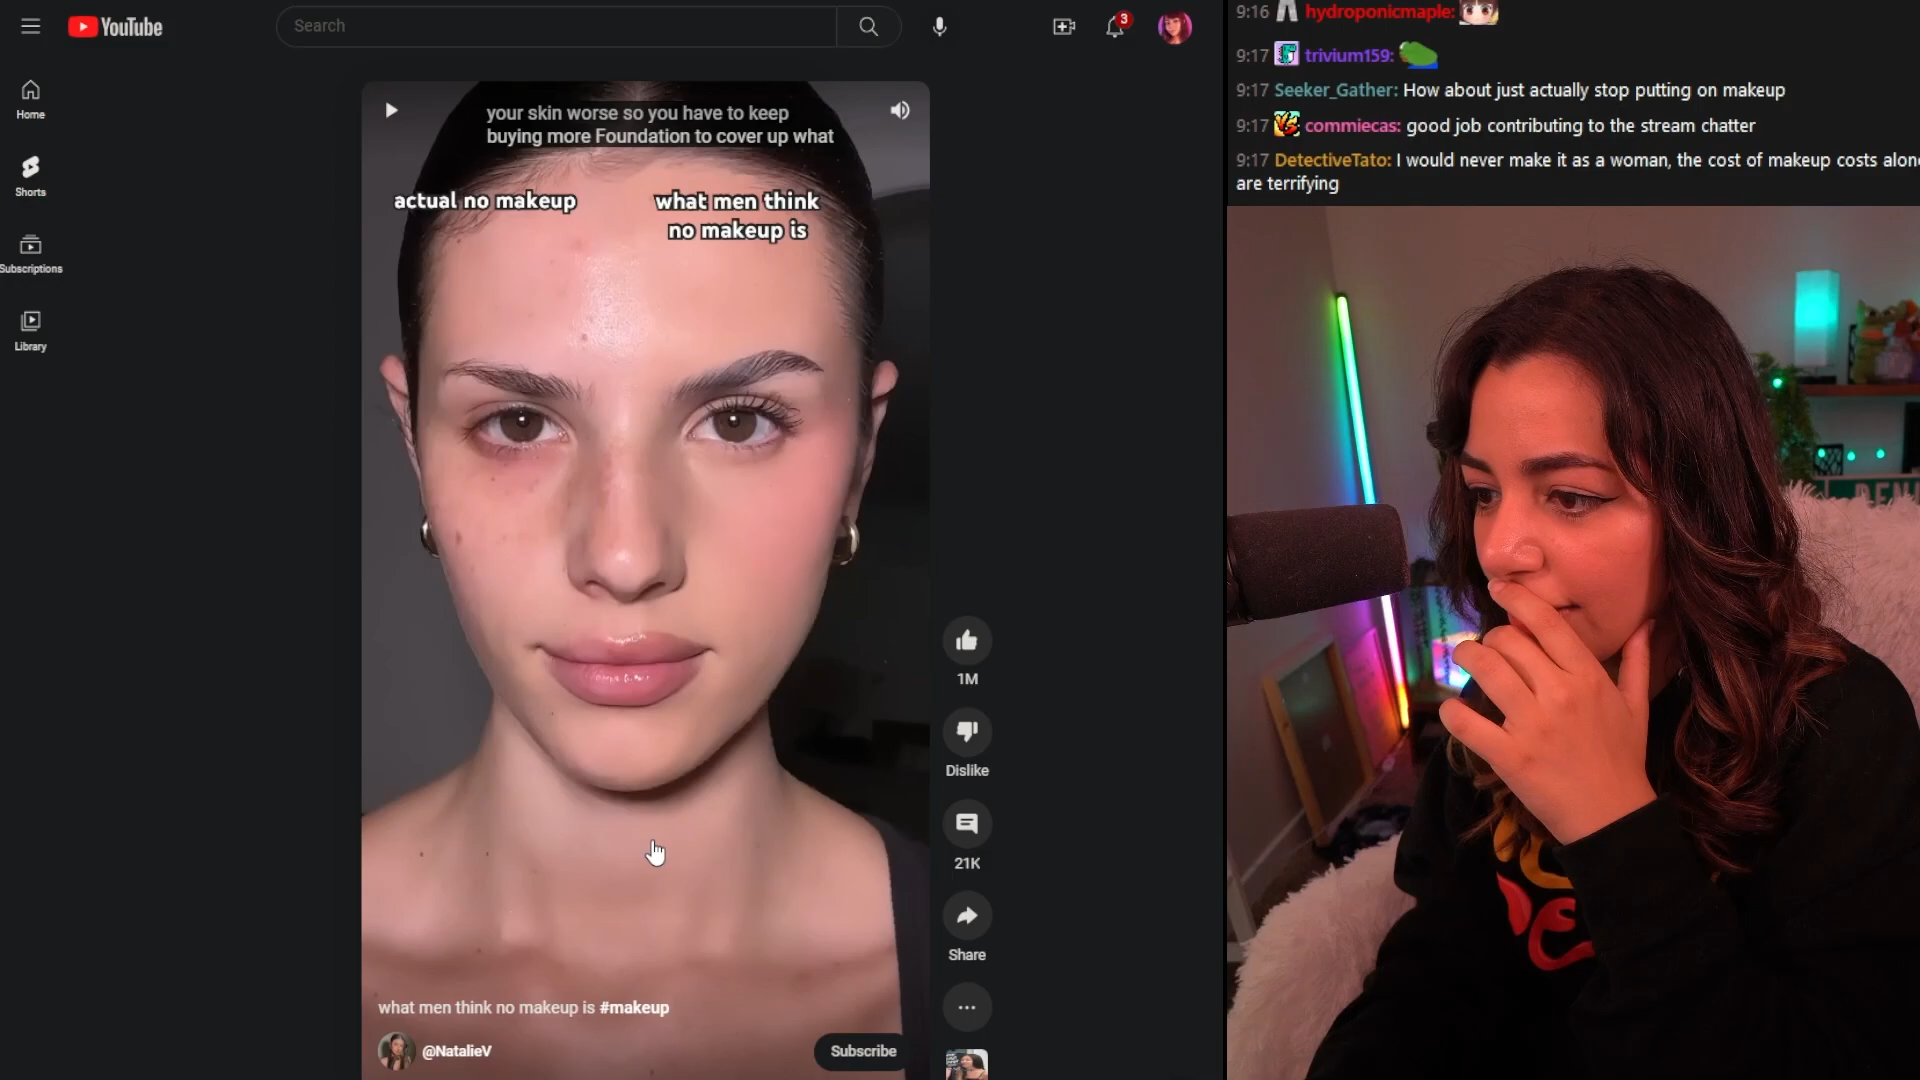 YouTube
Search
3
Home
Shorts
Subscriptions
Library
your skin worse so you have to keep
buying more Foundation to cover up what
actual no makeup
what men think
no makeup is
1M
Dislike
21K
Share
what men think no makeup is #makeup
@NatalieV
Subscribe
9:16 hydroponicmaple:
9:17 trivium159:
9:17 Seeker_Gather: How about just actually stop putting on makeup
9:17 commiecas: good job contributing to the stream chatter
9:17 DetectiveTato: I would never make it as a woman, the cost of makeup costs alone
are terrifying